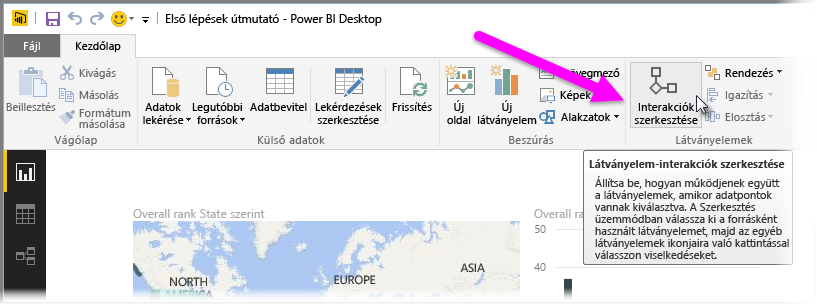 Első lépések útmutató - Power BI Desktop
Fájl
Kezdőlap
Beillesztés
Kivágás
Másolás
Formátum
másolása
Vágólap
Adatok
lekérése
Legutóbbi
források
Adatbevitel
Lekérdezések
szerkesztése
Frissítés
Külső adatok
Új
oldal
Új
látványelem
Képek
Alakzatok
Beszúrás
Interakciók
szerkesztése
Rendezés
Igazítás
Elosztás
Látványelemek
Látványelem-interakciók szerkesztése
Állítsa be, hogyan működjenek együtt
a látványelemek, amikor adatpontok
vannak kiválasztva. A Szerkesztés
üzemmódban válassza ki a forrásként
használt látványelemet, majd az egyéb
látványelemek ikonjaira való kattintással
válasszon viselkedéseket.
Overall rank State szerint
NORTH
AMERICA
EUROPE
ASIA
Overall
50
40